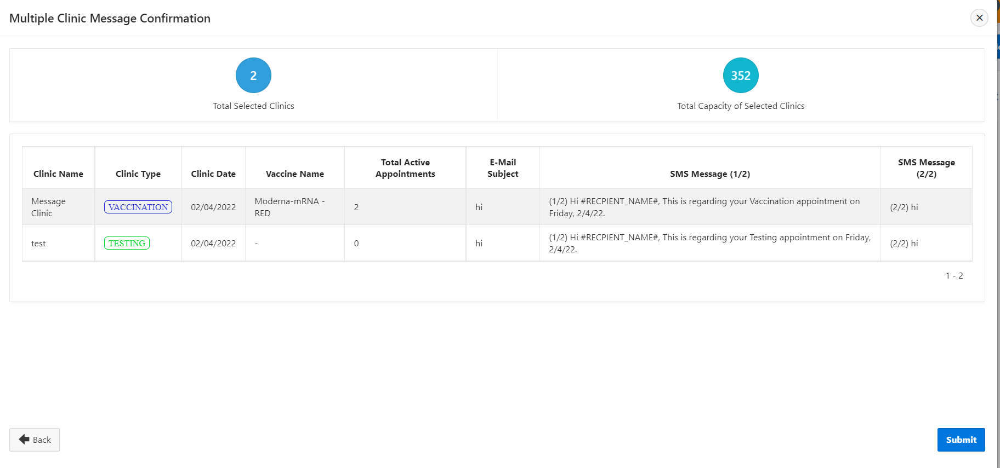 Multiple Clinic Message Confirmation
2
352
Total Selected Clinics
Total Capacity of Selected Clinics
Clinic Name
Clinic Type
Clinic Date
Vaccine Name
Total Active
Appointments
E-Mail
Subject
SMS Message (1/2)
SMS Message
(2/2)
Message
Clinic
VACCINATION
02/04/2022
Moderna-mRNA -
RED
2
hi
(1/2) Hi #RECPIENT_NAME#, This is regarding your Vaccination appointment on
Friday, 2/4/22.
(2/2) hi
test
TESTING
02/04/2022
-
0
hi
(1/2) Hi #RECPIENT_NAME#, This is regarding your Testing appointment on Friday,
2/4/22.
(2/2) hi
1 - 2
Back
Submit